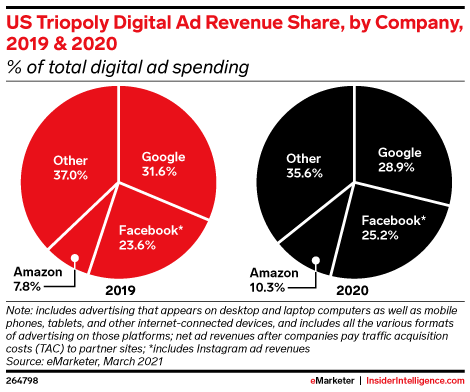 US Triopoly Digital Ad Revenue Share, by Company,
2019 & 2020
% of total digital ad spending
Other
37.0%
Google
31.6%
Facebook*
23.6%
Amazon
7.8%
2019
Other
35.6%
Google
28.9%
Facebook*
25.2%
Amazon
10.3%
2020
Note: includes advertising that appears on desktop and laptop computers as well as mobile
phones, tablets, and other internet-connected devices, and includes all the various formats
of advertising on those platforms; net ad revenues after companies pay traffic acquisition
costs (TAC) to partner sites; *includes Instagram ad revenues
Source: eMarketer, March 2021
264798
eMarketer | InsiderIntelligence.com